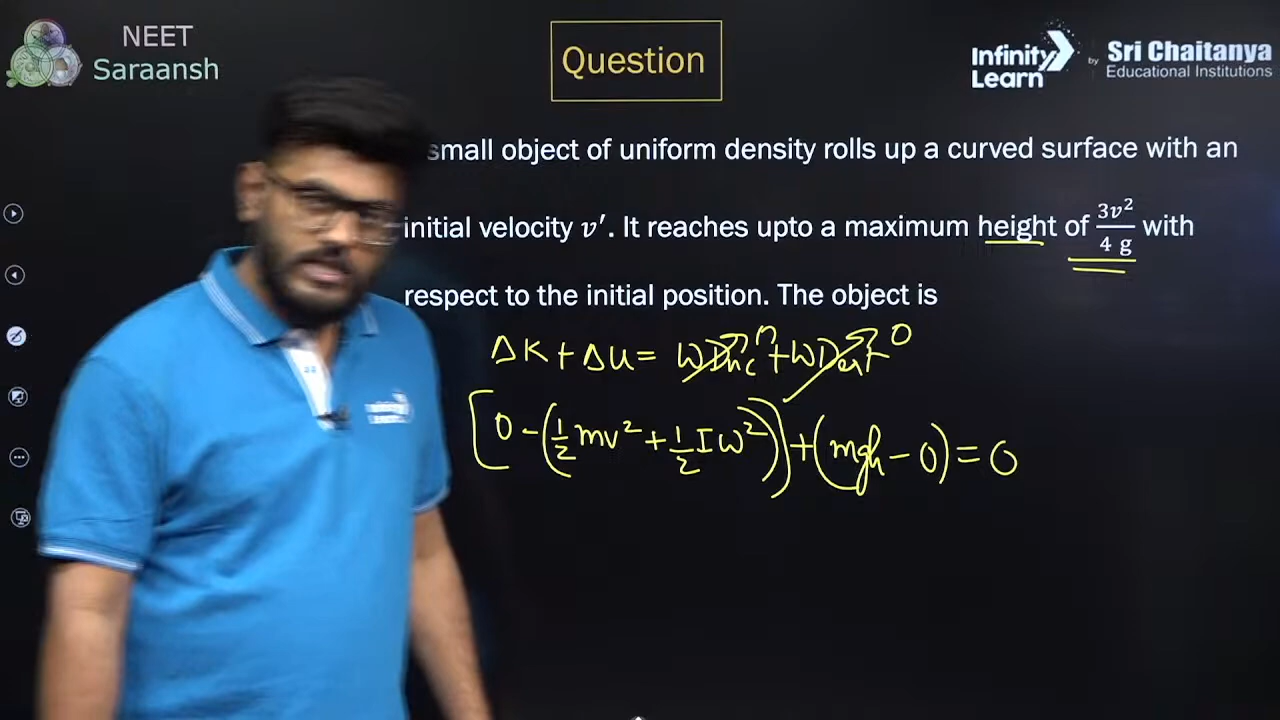 NEET
Saraansh
Question
Infinity
Learn
by
Sri Chaitanya
Educational Institutions
small object of uniform density rolls up a curved surface with an
initial velocity v′. It reaches upto a maximum height of 3v²/4 g with
respect to the initial position. The object is
ΔK + ΔU = WDnc + WDext 0
[0 - (½mv² + ½Iω²)] + (mgh - 0) = 0